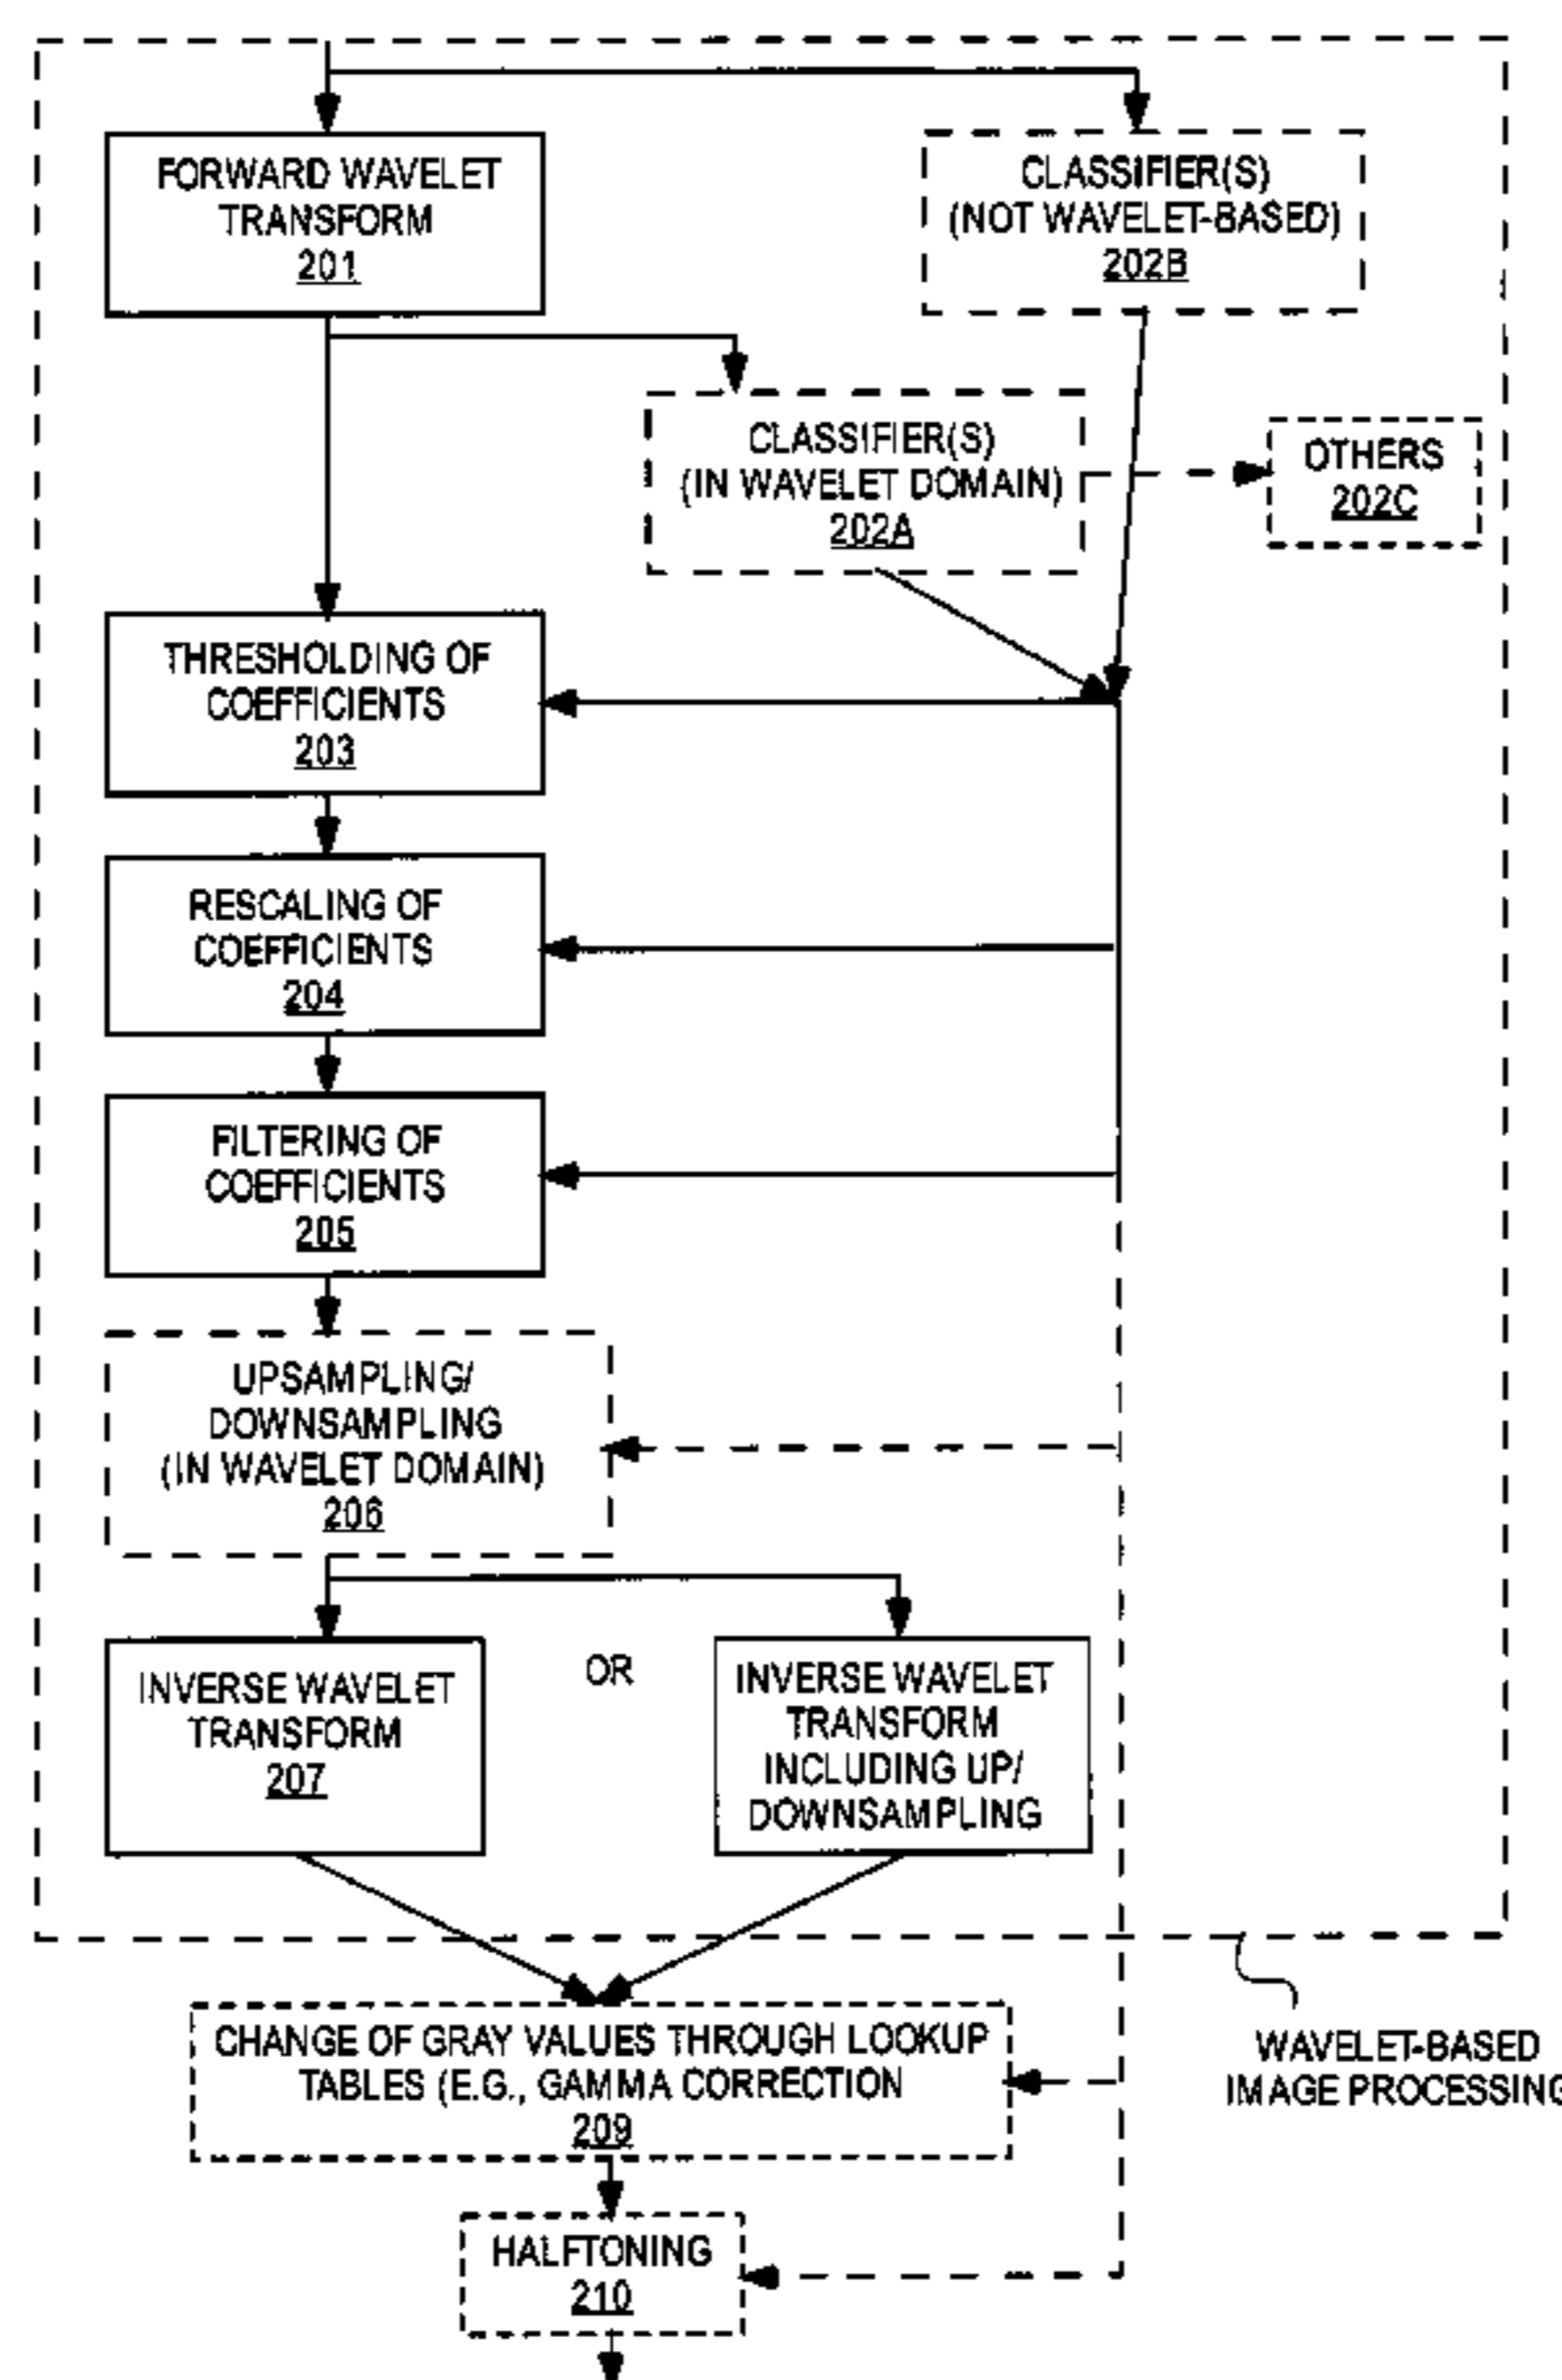 FORWARD WAVELET
TRANSFORM
201
CLASSIFIER(S)
(NOT WAVELET-BASED)
202B
CLASSIFIER(S)
(IN WAVELET DOMAIN)
202A
OTHERS
202C
THRESHOLDING OF
COEFFICIENTS
203
RESCALING OF
COEFFICIENTS
204
FILTERING OF
COEFFICIENTS
205
UPSAMPLING/
DOWNSAMPLING
(IN WAVELET DOMAIN)
206
INVERSE WAVELET
TRANSFORM
207
OR
INVERSE WAVELET
TRANSFORM
INCLUDING UP/
DOWNSAMPLING
CHANGE OF GRAY VALUES THROUGH LOOKUP
TABLES (E.G., GAMMA CORRECTION
209
WAVELET-BASED
IMAGE PROCESSING
HALFTONING
210